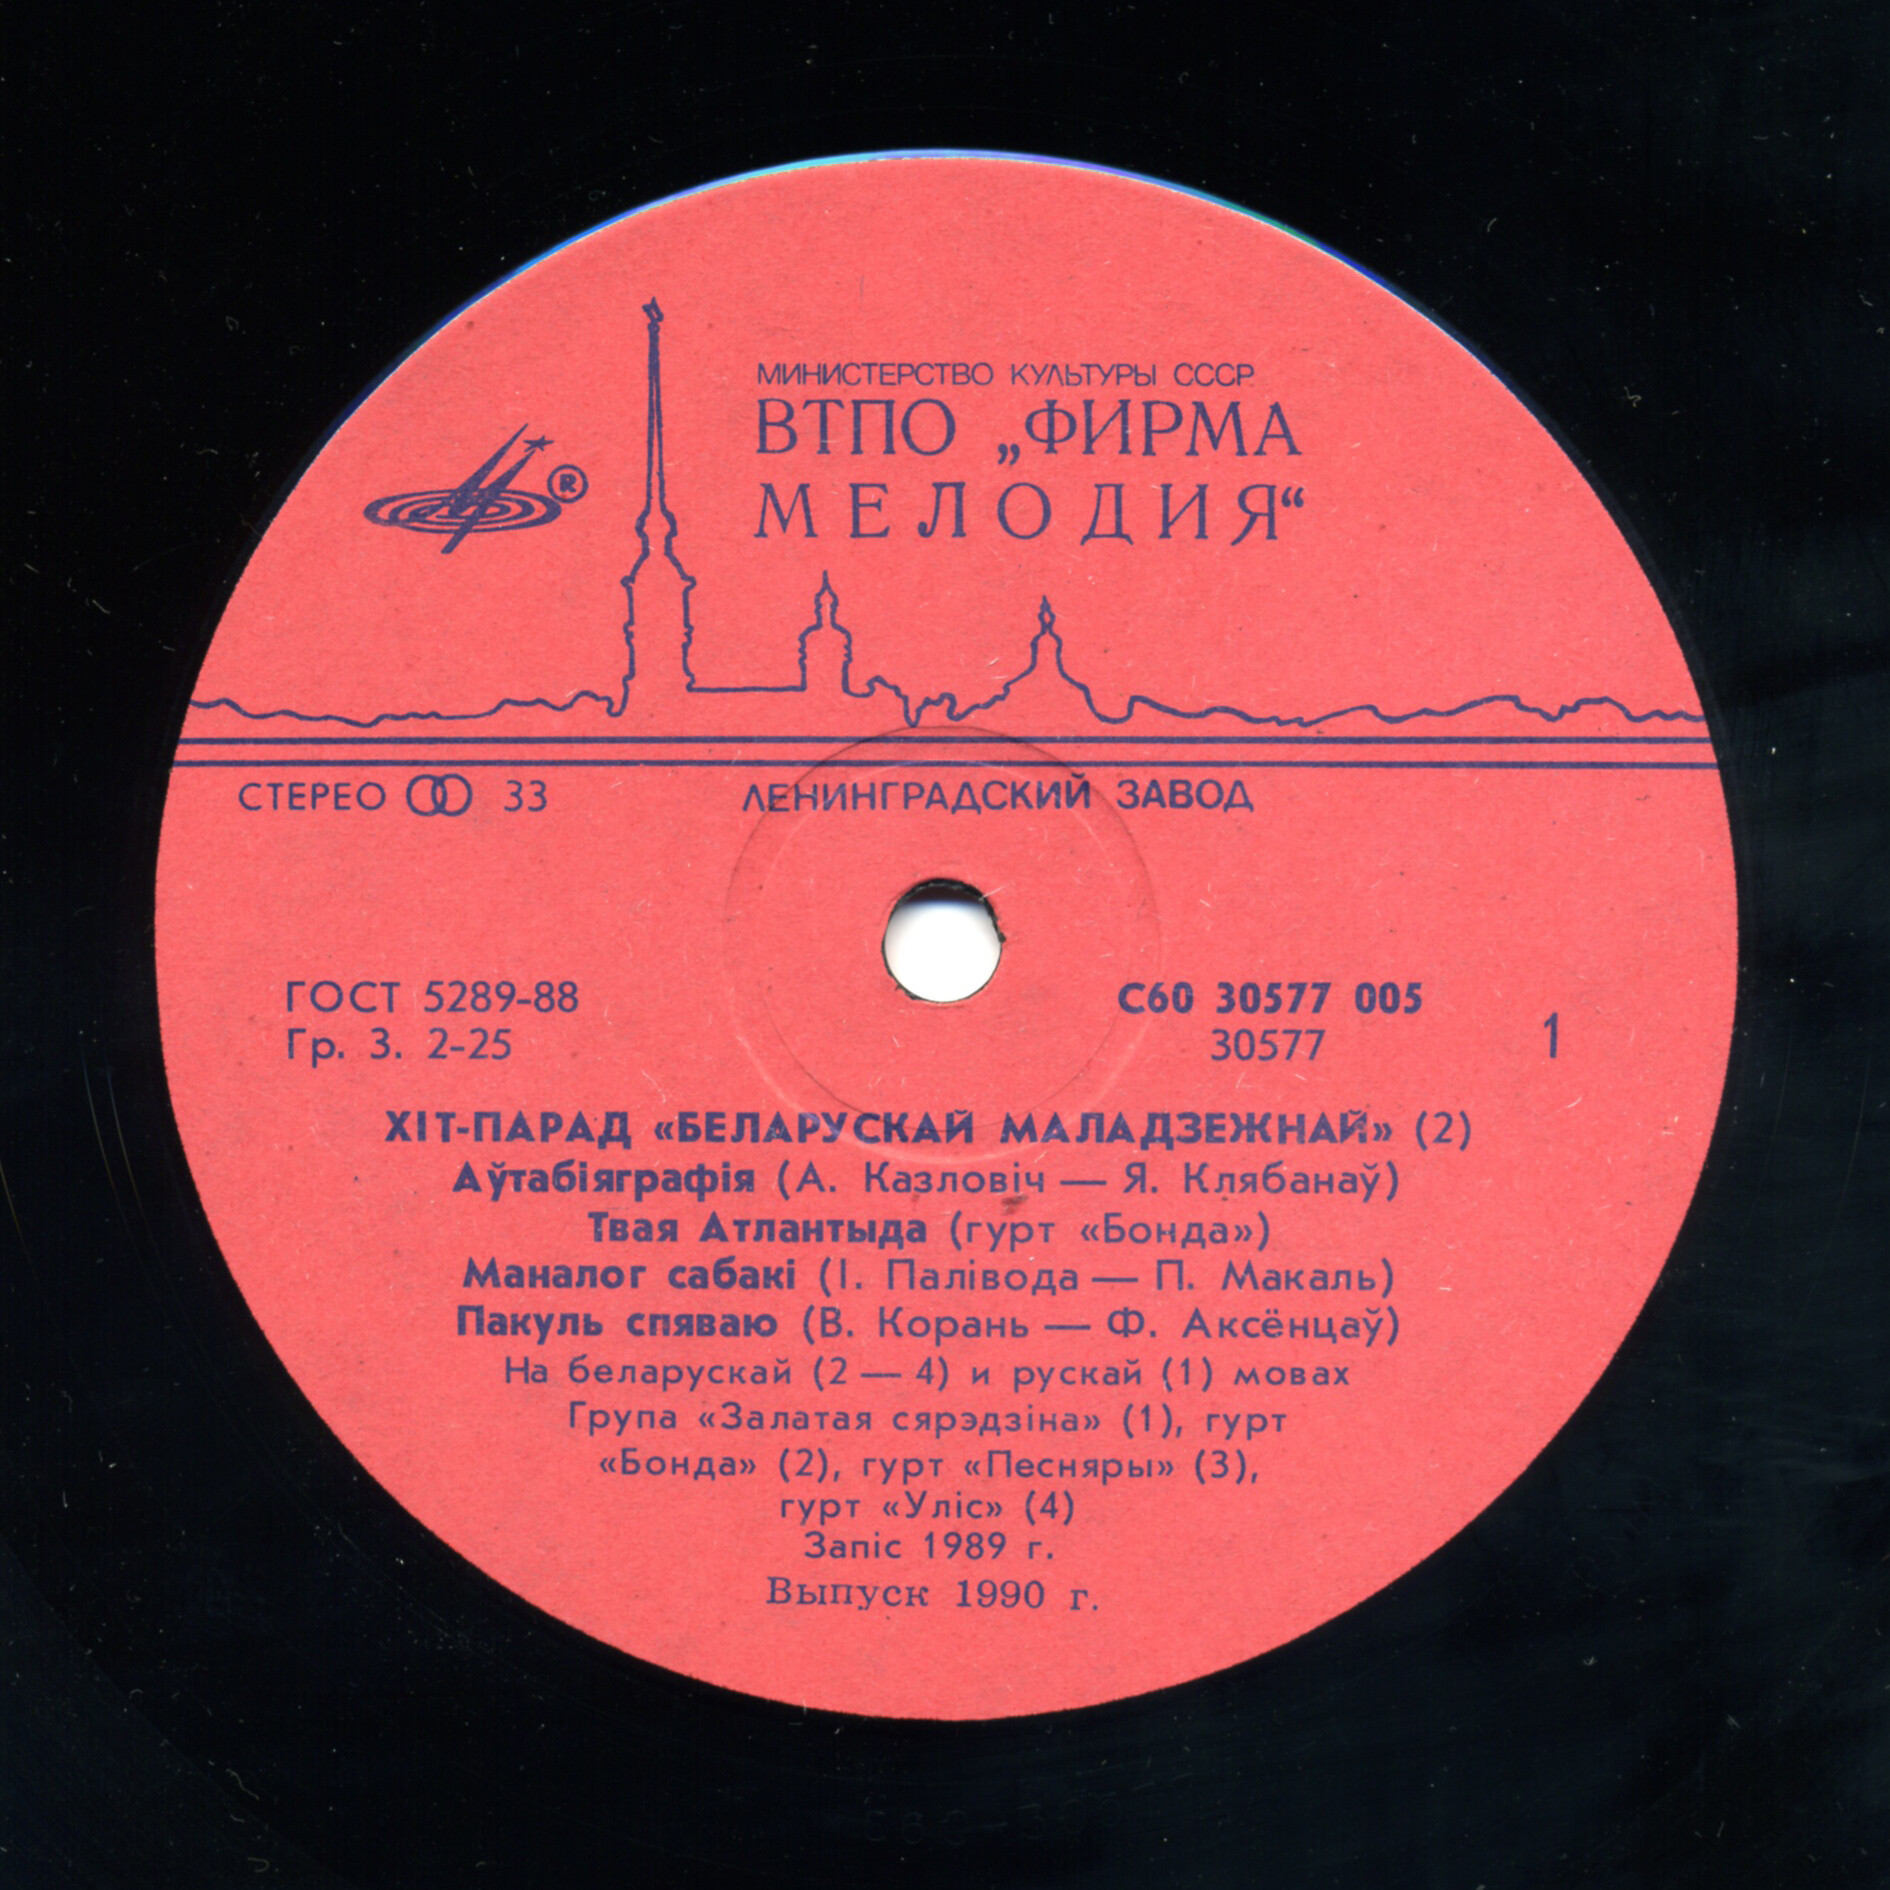 МИНИСТЕРСТВО КУЛЬТУРЫ СССР
ВТПО „ФИРМА
МЕЛОДИЯ“
®
СТЕРЕО 33
ЛЕНИНГРАДСКИЙ ЗАВОД
ГОСТ 5289-88
Гр. 3. 2-25
С60 30577 005
30577
1
ХІТ-ПАРАД «БЕЛАРУСКАЙ МАЛАДЗЕЖНАЙ» (2)
Аўтабіяграфія (А. Казловіч — Я. Клябанаў)
Твая Атлантыда (гурт «Бонда»)
Маналог сабакі (І. Палівода — П. Макаль)
Пакуль спяваю (В. Корань — Ф. Аксёнцаў)
На беларускай (2 — 4) и рускай (1) мовах
Група «Залатая сярэдзіна» (1), гурт
«Бонда» (2), гурт «Песняры» (3),
гурт «Уліс» (4)
Запіс 1989 г.
Выпуск 1990 г.